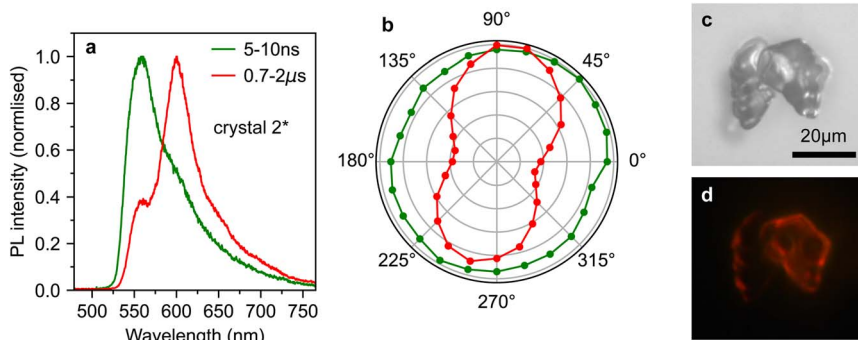 a
5-10ns
0.7-2µs
crystal 2*
PL intensity (normlised)
1.0
0.8
0.6
0.4
0.2
0.0
500 550 600 650 700 750
Wavelength (nm)
b
90°
135° 45°
180° 0°
225° 315°
270°
c
20µm
d